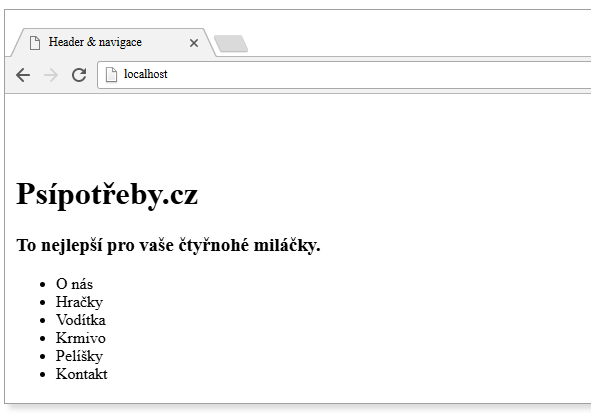 Header & navigace
localhost
Psípotřeby.cz
To nejlepší pro vaše čtyřnohé miláčky.
O nás
Hračky
Vodítka
Krmivo
Pelíšky
Kontakt